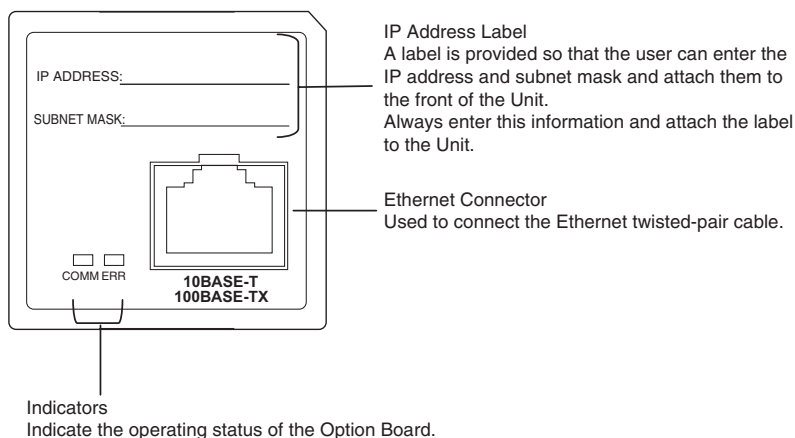 IP ADDRESS:
SUBNET MASK:
COMM ERR
10BASE-T
100BASE-TX
IP Address Label
A label is provided so that the user can enter the
IP address and subnet mask and attach them to
the front of the Unit.
Always enter this information and attach the label
to the Unit.
Ethernet Connector
Used to connect the Ethernet twisted-pair cable.
Indicators
Indicate the operating status of the Option Board.